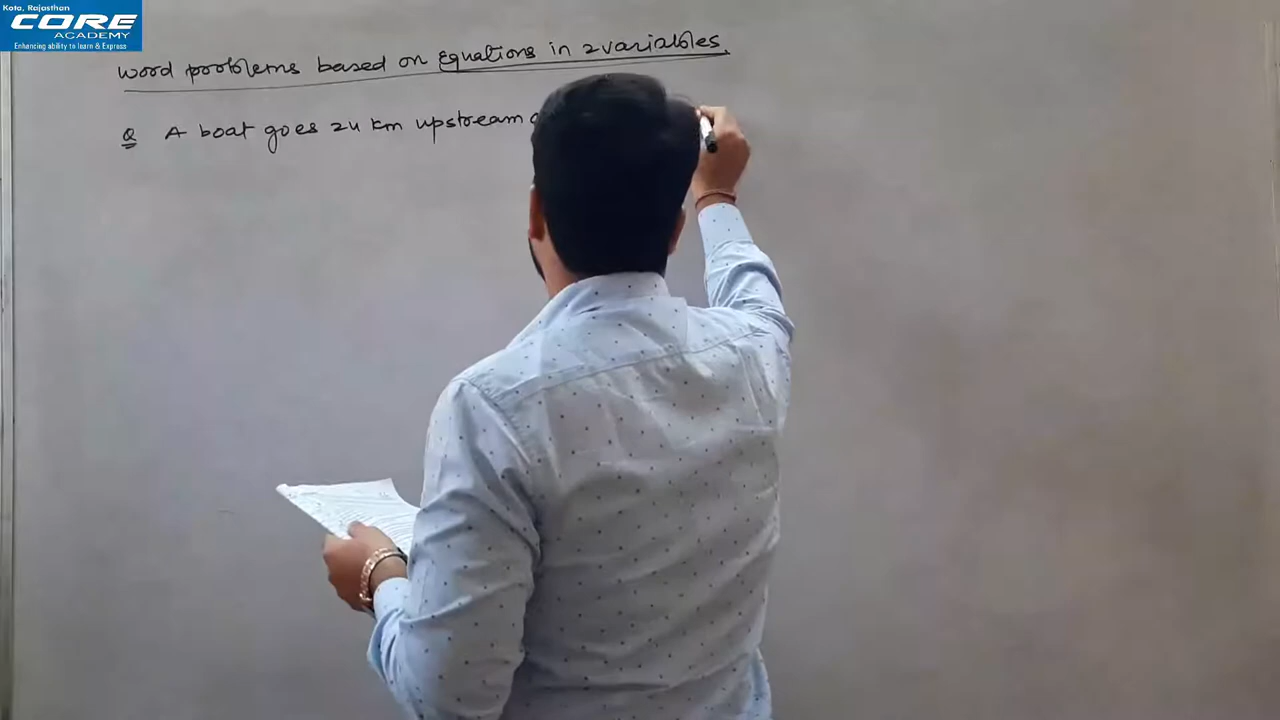 Kota, Rajasthan
CORE
ACADEMY
Enhancing ability to learn & Express
word problems based on Equations in 2 variables.
Q A boat goes 24 km upstream